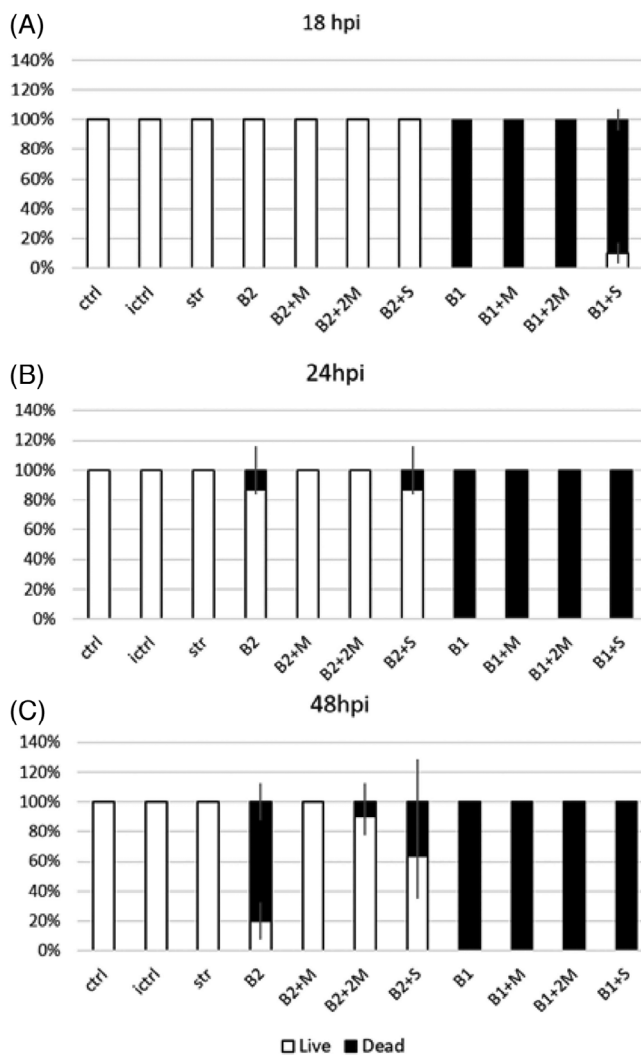 (A)
18 hpi
140%
120%
100%
80%
60%
40%
20%
0%
ctrl
ictrl
str
B2
B2+M
B2+2M
B2+S
B1
B1+M
B1+2M
B1+S
(B)
24hpi
140%
120%
100%
80%
60%
40%
20%
0%
ctrl
ictrl
str
B2
B2+M
B2+2M
B2+S
B1
B1+M
B1+2M
B1+S
(C)
48hpi
140%
120%
100%
80%
60%
40%
20%
0%
ctrl
ictrl
str
B2
B2+M
B2+2M
B2+S
B1
B1+M
B1+2M
B1+S
Live Dead